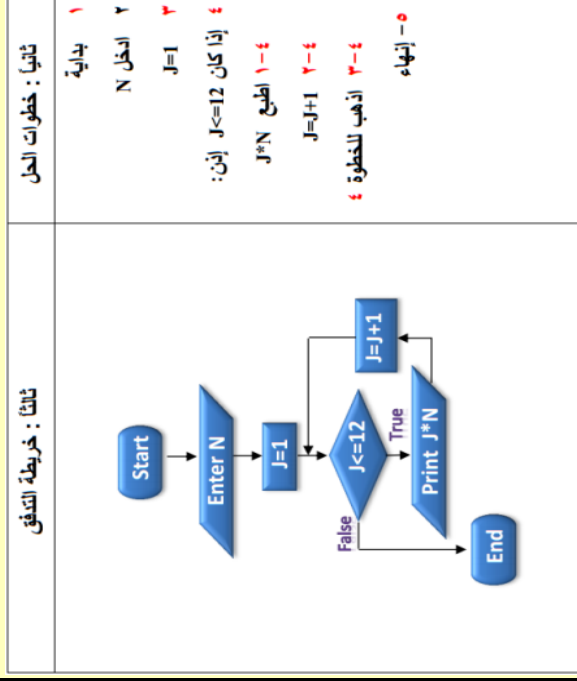 ثانياً : خطوات الحل
١ بداية
٢ ادخل N
٣ J=1
٤ إذا كان J<=12 إذن:
٤-١ اطبع J*N
٤-٢ J=J+1
٤-٣ اذهب للخطوة ٤
٥- إنهاء
ثالثاً : خريطة التدفق
Start
Enter N
J=1
J<=12
False
True
J=J+1
Print J*N
End